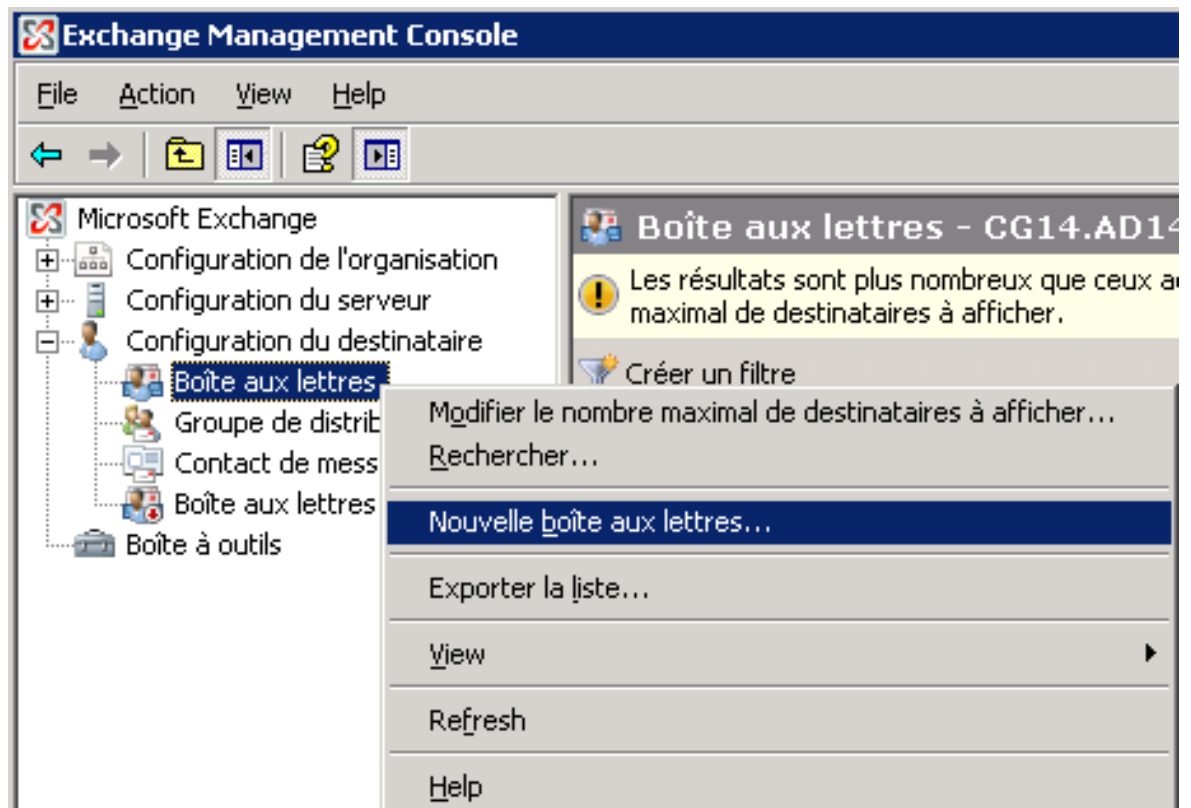 Exchange Management Console
File Action View Help
Microsoft Exchange
Configuration de l'organisation
Configuration du serveur
Configuration du destinataire
Boîte aux lettres
Groupe de distrib
Contact de mess
Boîte aux lettres
Boîte à outils
Boîte aux lettres - CG14.AD14
Les résultats sont plus nombreux que ceux
maximal de destinataires à afficher.
Créer un filtre
Modifier le nombre maximal de destinataires à afficher...
Rechercher...
Nouvelle boîte aux lettres...
Exporter la liste...
View
Refresh
Help